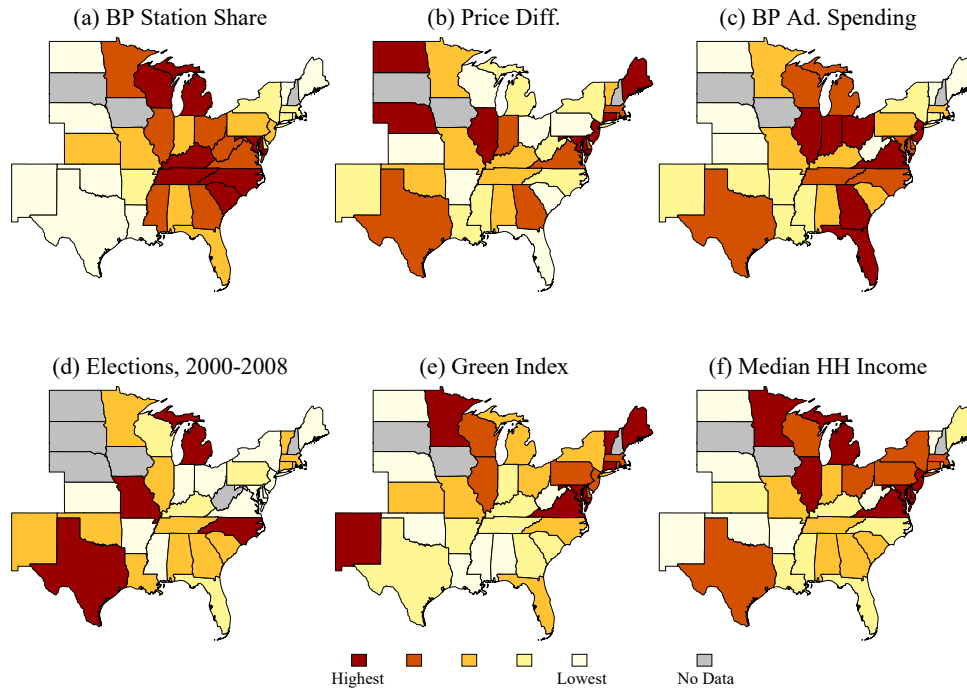 (a) BP Station Share
(b) Price Diff.
(c) BP Ad. Spending
(d) Elections, 2000-2008
(e) Green Index
(f) Median HH Income
Highest
Lowest
No Data